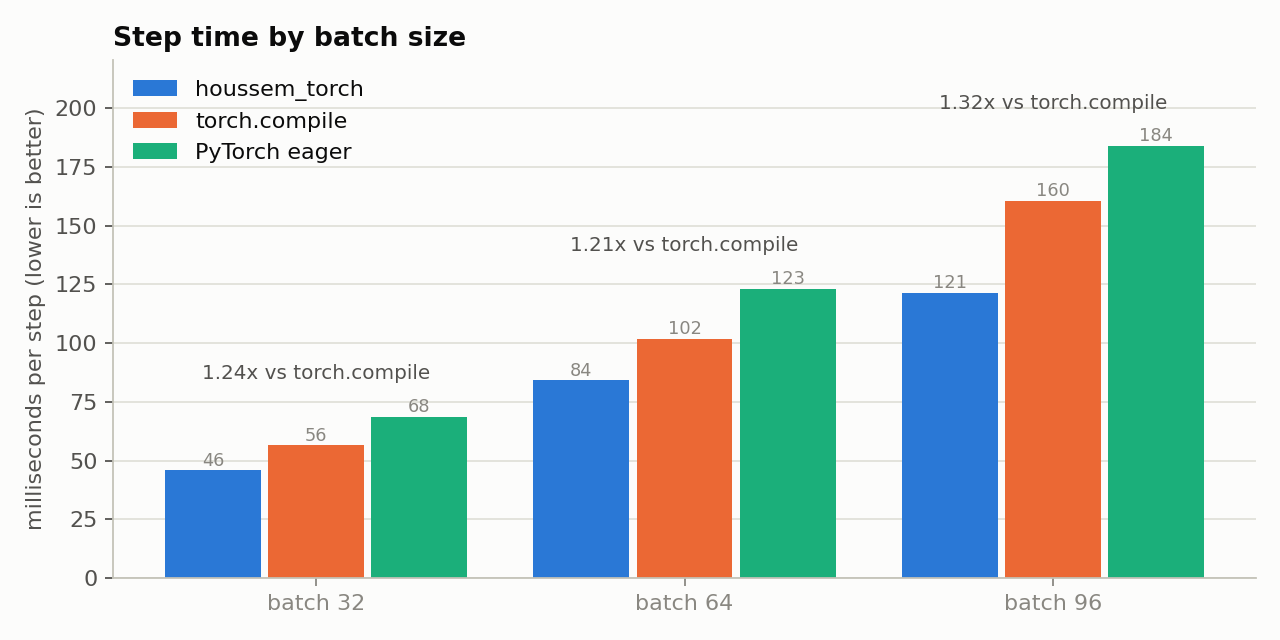 Step time by batch size
houssem_torch
torch.compile
PyTorch eager
milliseconds per step (lower is better)
200
175
150
125
100
75
50
25
0
1.24x vs torch.compile
46
56
68
1.21x vs torch.compile
84
102
123
1.32x vs torch.compile
121
160
184
batch 32
batch 64
batch 96